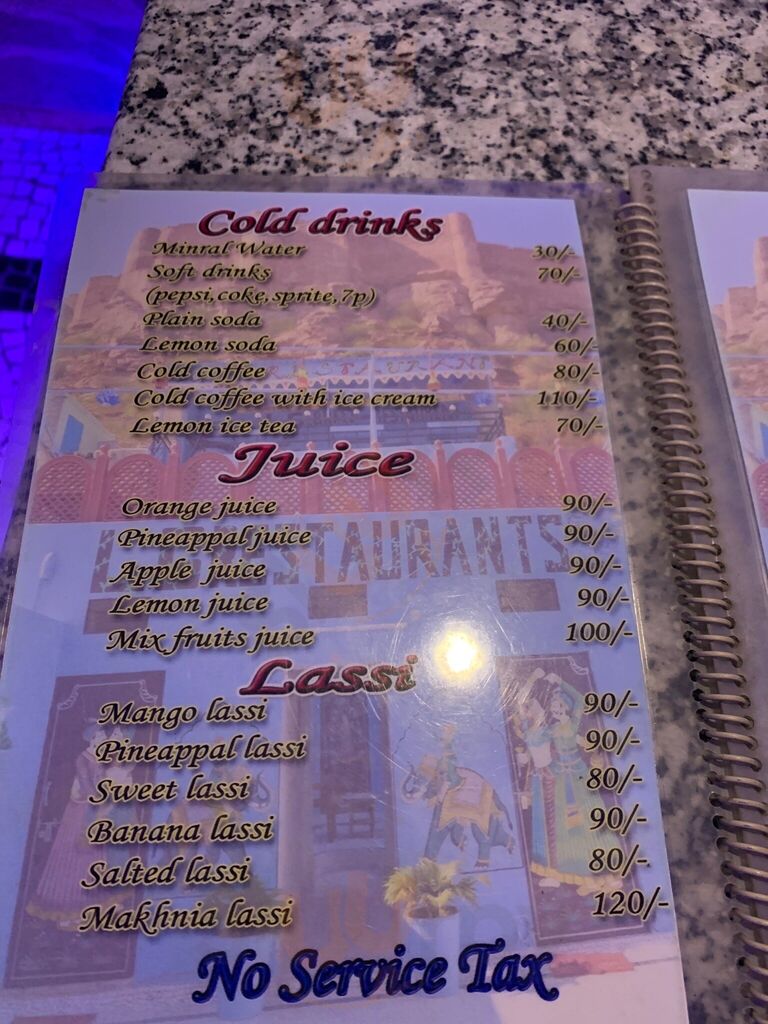 Cold drinks
Minral Water 30/-
Soft drinks 70/-
(pepsi,coke,sprite,7p)
Plain soda 40/-
Lemon soda 60/-
Cold coffee 80/-
Cold coffee with ice cream 110/-
Lemon ice tea 70/-
Juice
Orange juice 90/-
Pineappal juice 90/-
Apple juice 90/-
Lemon juice 90/-
Mix fruits juice 100/-
Lassi
Mango lassi 90/-
Pineappal lassi 90/-
Sweet lassi 80/-
Banana lassi 90/-
Salted lassi 80/-
Makhnia lassi 120/-
No Service Tax